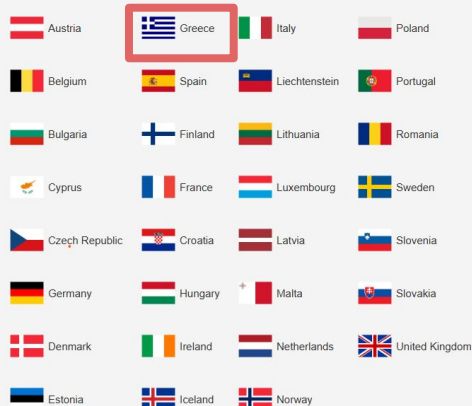 Austria
Greece
Italy
Poland
Belgium
Spain
Liechtenstein
Portugal
Bulgaria
Finland
Lithuania
Romania
Cyprus
France
Luxembourg
Sweden
Czech Republic
Croatia
Latvia
Slovenia
Germany
Hungary
Malta
Slovakia
Denmark
Ireland
Netherlands
United Kingdom
Estonia
Iceland
Norway